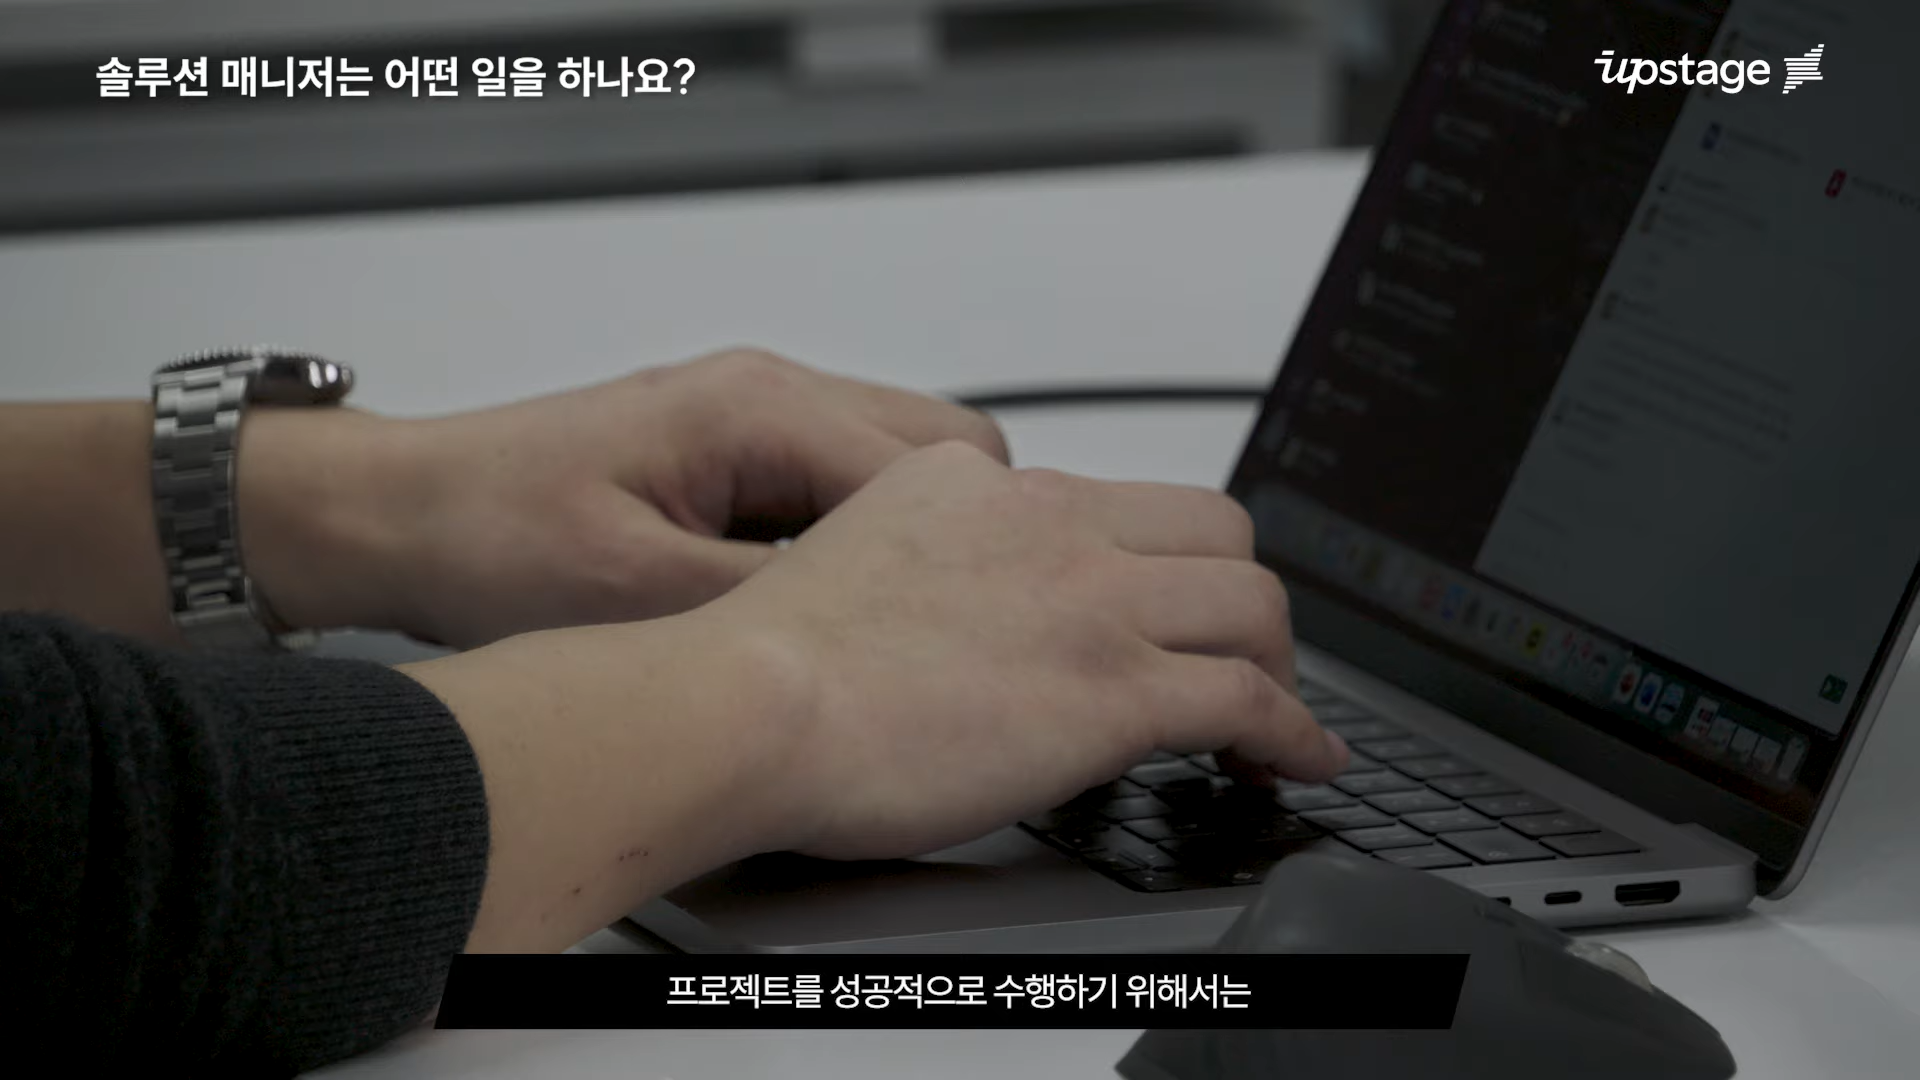 솔루션 매니저는 어떤 일을 하나요?
upstage
프로젝트를 성공적으로 수행하기 위해서는